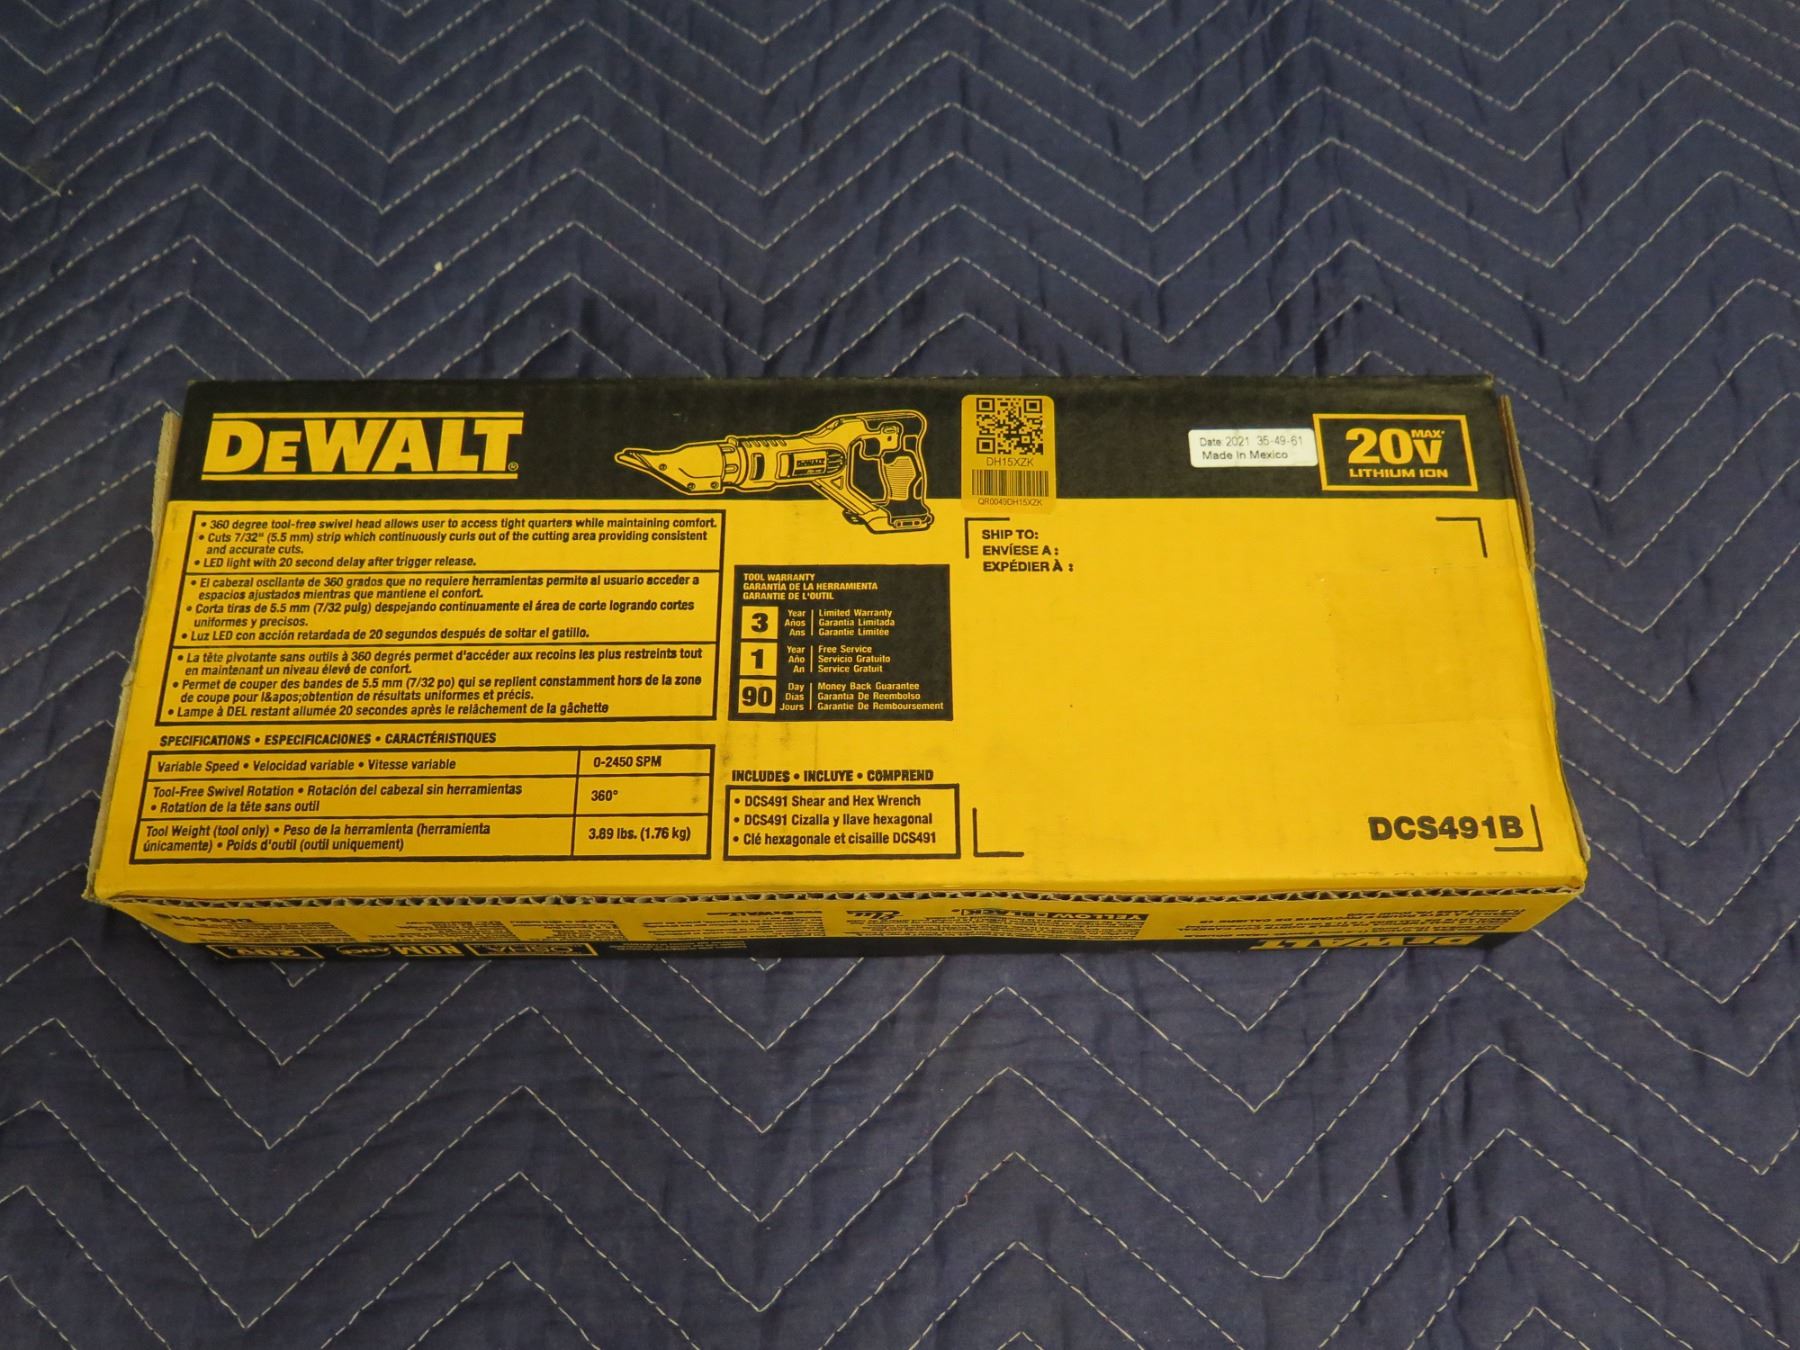 DEWALT®
DEWALT
DH15XZK
QR0049DH15XZK
Date 2021 35-49-61
Made In Mexico
20V MAX*
LITHIUM ION
• 360 degree tool-free swivel head allows user to access tight quarters while maintaining comfort.
• Cuts 7/32" (5.5 mm) strip which continuously curls out of the cutting area providing consistent
and accurate cuts.
• LED light with 20 second delay after trigger release.
• El cabezal oscilante de 360 grados que no requiere herramientas permite al usuario acceder a
espacios ajustados mientras que mantiene el confort.
• Corta tiras de 5.5 mm (7/32 pulg) despejando continuamente el área de corte logrando cortes
uniformes y precisos.
• Luz LED con acción retardada de 20 segundos después de soltar el gatillo.
• La tête pivotante sans outils à 360 degrés permet d'accéder aux recoins les plus restreints tout
en maintenant un niveau élevé de confort.
• Permet de couper des bandes de 5.5 mm (7/32 po) qui se replient constamment hors de la zone
de coupe pour l&apos;obtention de résultats uniformes et précis.
• Lampe à DEL restant allumée 20 secondes après le relâchement de la gâchette
SPECIFICATIONS • ESPECIFICACIONES • CARACTÉRISTIQUES
Variable Speed • Velocidad variable • Vitesse variable 0-2450 SPM
Tool-Free Swivel Rotation • Rotación del cabezal sin herramientas
• Rotation de la tête sans outil 360°
Tool Weight (tool only) • Peso de la herramienta (herramienta
únicamente) • Poids d'outil (outil uniquement) 3.89 lbs. (1.76 kg)
TOOL WARRANTY
GARANTÍA DE LA HERRAMIENTA
GARANTIE DE L'OUTIL
3 Year Limited Warranty
Años Garantía Limitada
Ans Garantie Limitée
1 Year Free Service
Año Servicio Gratuito
An Service Gratuit
90 Day Money Back Guarantee
Días Garantía De Reembolso
Jours Garantie De Remboursement
INCLUDES • INCLUYE • COMPREND
• DCS491 Shear and Hex Wrench
• DCS491 Cizalla y llave hexagonal
• Clé hexagonale et cisaille DCS491
SHIP TO:
ENVÍESE A :
EXPÉDIER À :
DCS491B
DEWALT
YELLOW & BLACK
www.DEWALT.com
DCS491
NOM
20V